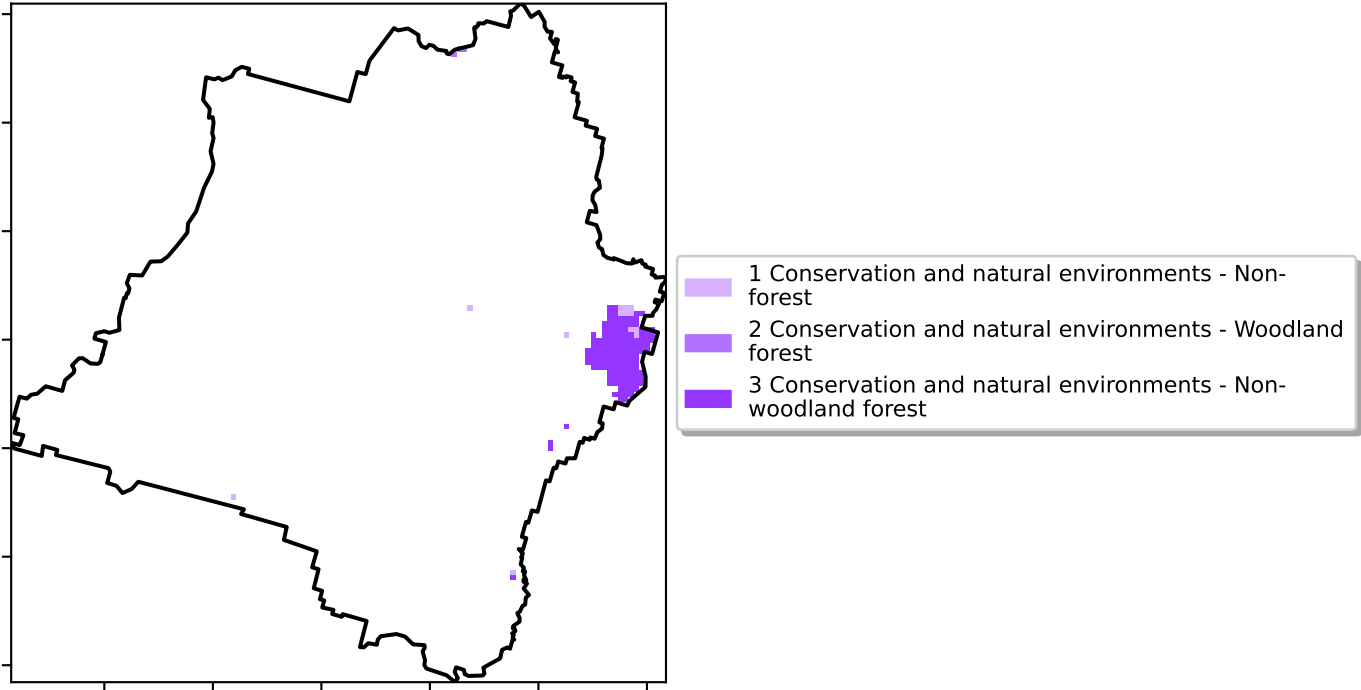 1 Conservation and natural environments - Non-
forest
2 Conservation and natural environments - Woodland
forest
3 Conservation and natural environments - Non-
woodland forest